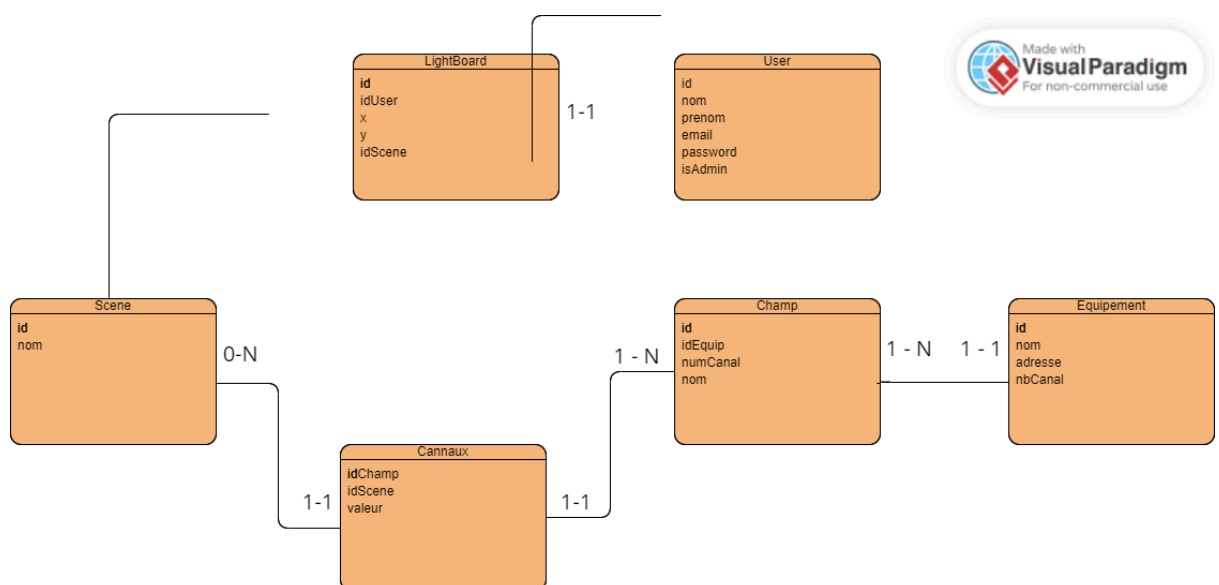 LightBoard
id
idUser
x
y
idScene
1-1
User
id
nom
prenom
email
password
isAdmin
Made with
Visual Paradigm
For non-commercial use
Scene
id
nom
0-N
1-1
Cannaux
idChamp
idScene
valeur
1-1
1 - N
Champ
id
idEquip
numCanal
nom
1 - N
1 - 1
Equipement
id
nom
adresse
nbCanal